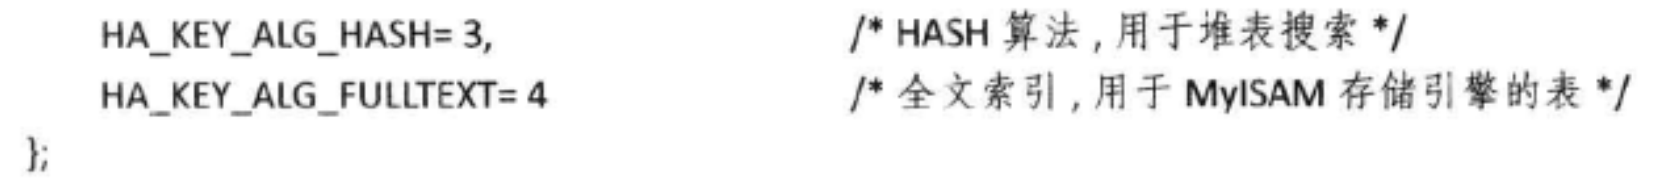 HA_KEY_ALG_HASH= 3, /* HASH 算法,用于堆表搜索 */
HA_KEY_ALG_FULLTEXT= 4 /* 全文索引,用于 MyISAM 存储引擎的表 */
};